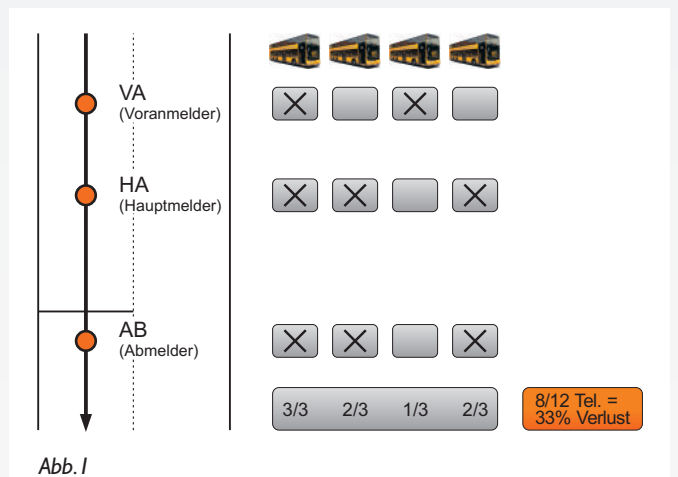 VA
(Voranmelder)
HA
(Hauptmelder)
AB
(Abmelder)
3/3 2/3 1/3 2/3
8/12 Tel. =
33% Verlust
Abb. I